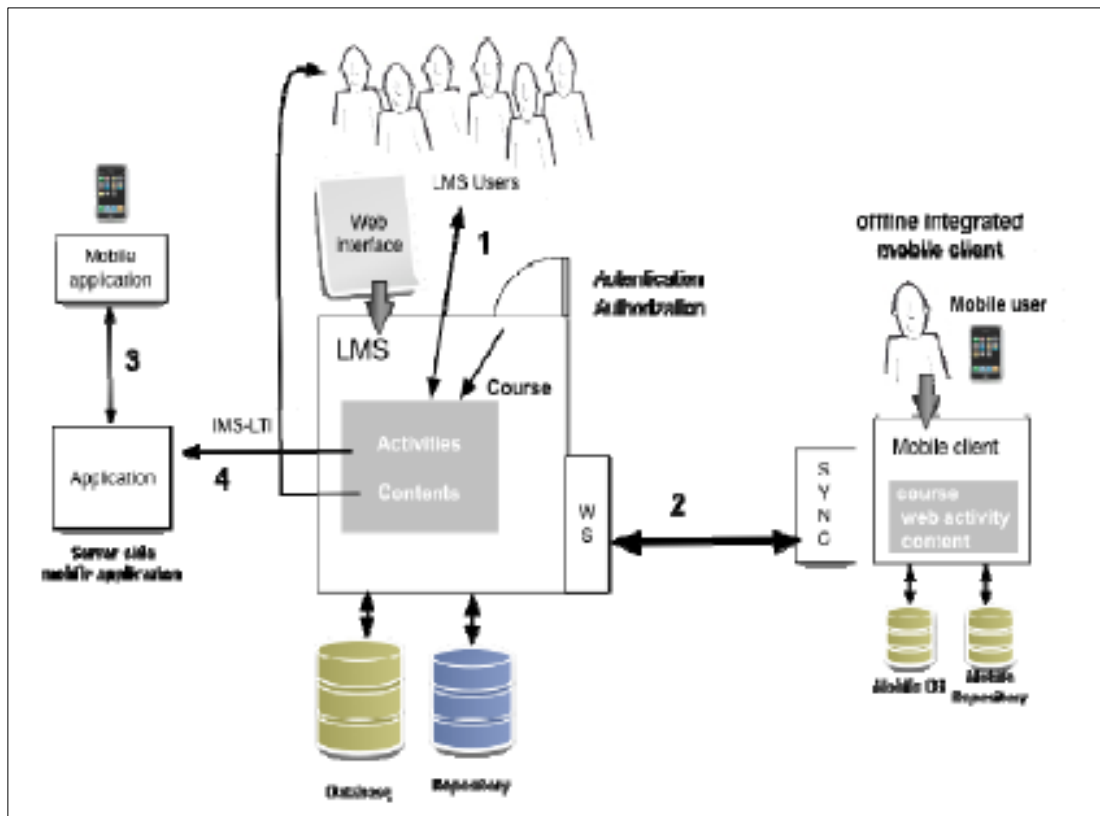 LMS Users
Web
interface
1
Autentication
Authorization
offline integrated
mobile client
Mobile user
Mobile
application
3
LMS
Course
IMS-LTI
4
Application
Server side
mobile application
Activities
Contents
W
S
2
S
Y
N
C
Mobile client
course
web activity
content
Mobile DB
Mobile
Repository
Database
Repository